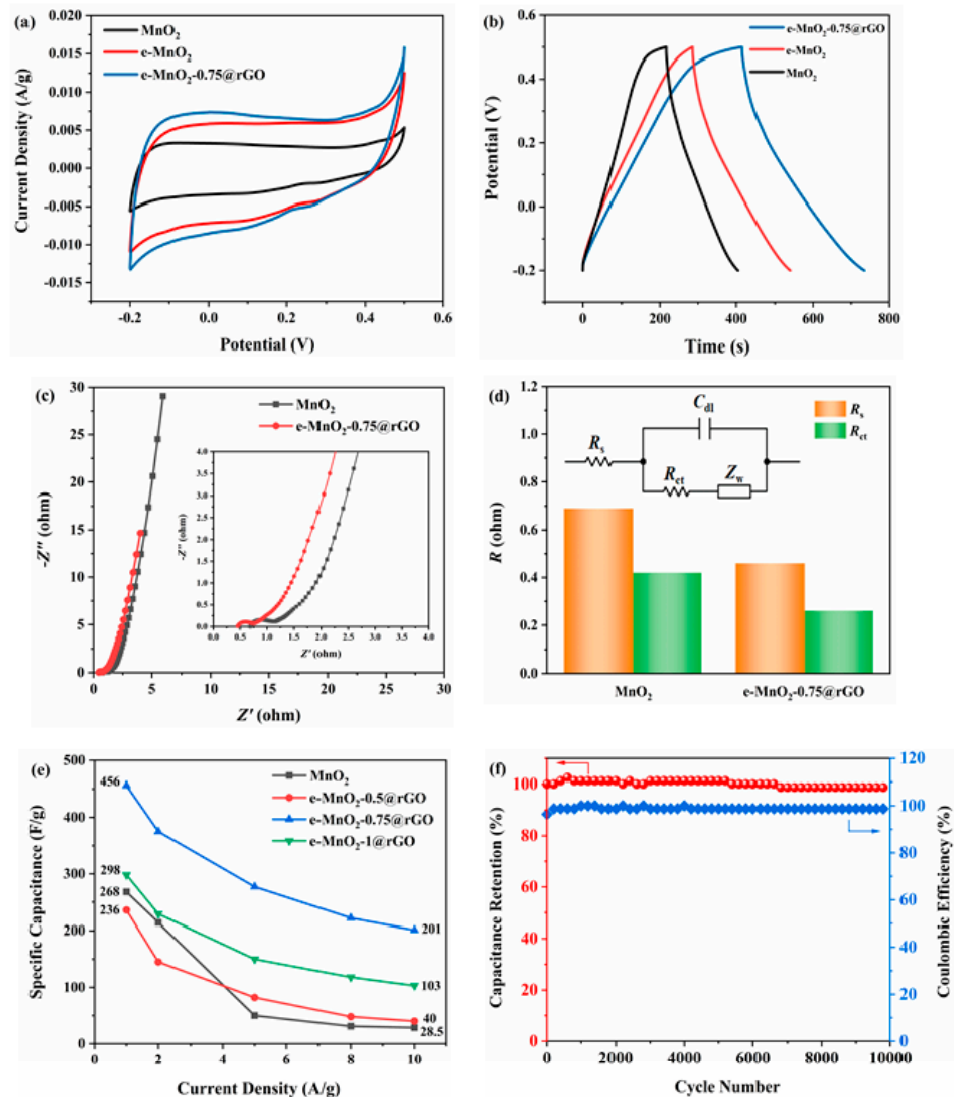 (a)
MnO₂
e-MnO₂
e-MnO₂-0.75@rGO
0.020
0.015
0.010
0.005
0.000
-0.005
-0.010
-0.015
Current Density (A/g)
-0.2
0.0
0.2
0.4
0.6
Potential (V)
(b)
e-MnO₂-0.75@rGO
e-MnO₂
MnO₂
0.5
0.4
0.0
-0.2
Potential (V)
0
200
400
600
800
Time (s)
(c)
MnO₂
e-MnO₂-0.75@rGO
30
25
20
15
10
5
0
-Z'' (ohm)
0
5
10
15
20
25
30
Z' (ohm)
4.0
3.5
3.0
2.5
2.0
1.5
1.0
0.5
0.0
-Z'' (ohm)
0.0
0.5
1.0
1.5
2.0
2.5
3.0
3.5
4.0
Z' (ohm)
(d)
Rs
Rct
Cdl
Rs
Rct
Zw
1.2
1.0
0.8
0.6
0.4
0.2
0.0
R (ohm)
MnO₂
e-MnO₂-0.75@rGO
(e)
MnO₂
e-MnO₂-0.5@rGO
e-MnO₂-0.75@rGO
e-MnO₂-1@rGO
500
400
300
200
100
0
Specific Capacitance (F/g)
456
298
268
236
201
103
40
28.5
0
2
4
6
8
10
Current Density (A/g)
(f)
100
80
60
40
20
0
Capacitance Retention (%)
120
100
80
60
40
20
0
Coulombic Efficiency (%)
0
2000
4000
6000
8000
10000
Cycle Number